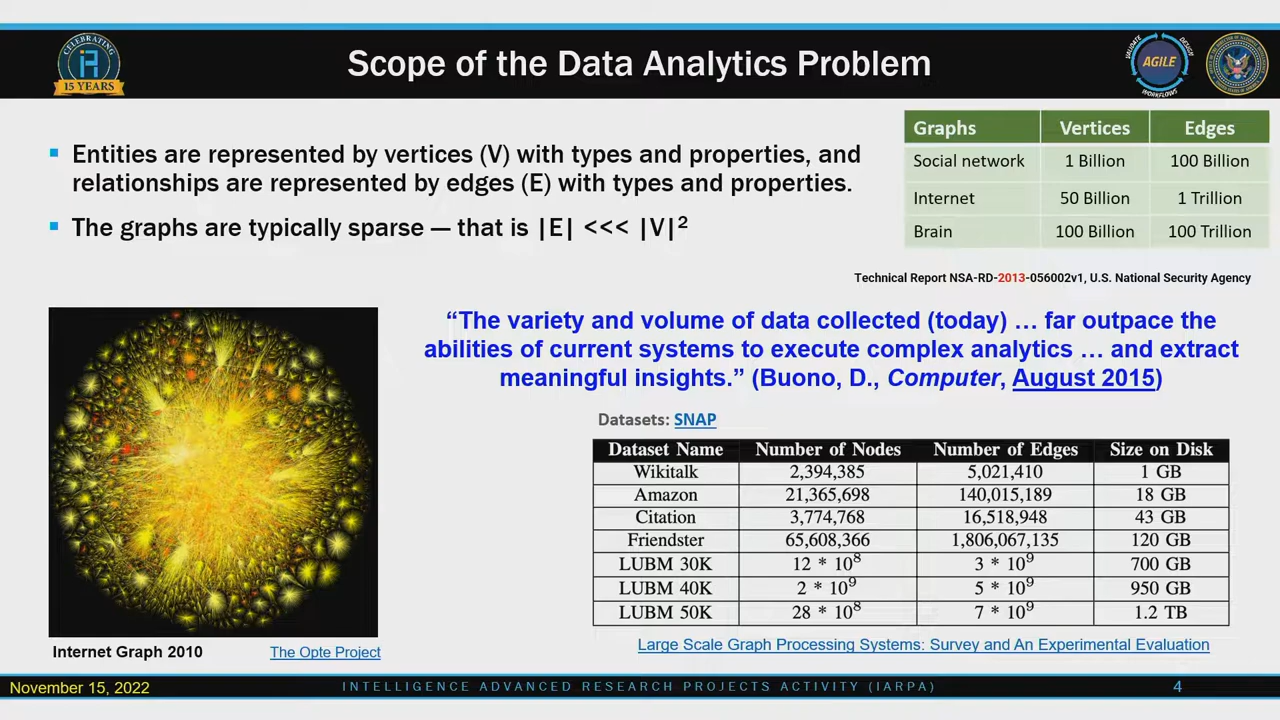 CELEBRATING
15 YEARS
Scope of the Data Analytics Problem
VALIDATE
DESIGN
AGILE
WORKFLOWS
▪ Entities are represented by vertices (V) with types and properties, and
relationships are represented by edges (E) with types and properties.
▪ The graphs are typically sparse — that is |E| <<< |V|²
Graphs Vertices Edges
Social network 1 Billion 100 Billion
Internet 50 Billion 1 Trillion
Brain 100 Billion 100 Trillion
Technical Report NSA-RD-2013-056002v1, U.S. National Security Agency
“The variety and volume of data collected (today) … far outpace the
abilities of current systems to execute complex analytics … and extract
meaningful insights.” (Buono, D., Computer, August 2015)
Datasets: SNAP
Dataset Name Number of Nodes Number of Edges Size on Disk
Wikitalk 2,394,385 5,021,410 1 GB
Amazon 21,365,698 140,015,189 18 GB
Citation 3,774,768 16,518,948 43 GB
Friendster 65,608,366 1,806,067,135 120 GB
LUBM 30K 12 * 10⁸ 3 * 10⁹ 700 GB
LUBM 40K 2 * 10⁹ 5 * 10⁹ 950 GB
LUBM 50K 28 * 10⁸ 7 * 10⁹ 1.2 TB
Large Scale Graph Processing Systems: Survey and An Experimental Evaluation
Internet Graph 2010 The Opte Project
November 15, 2022 INTELLIGENCE ADVANCED RESEARCH PROJECTS ACTIVITY (IARPA) 4